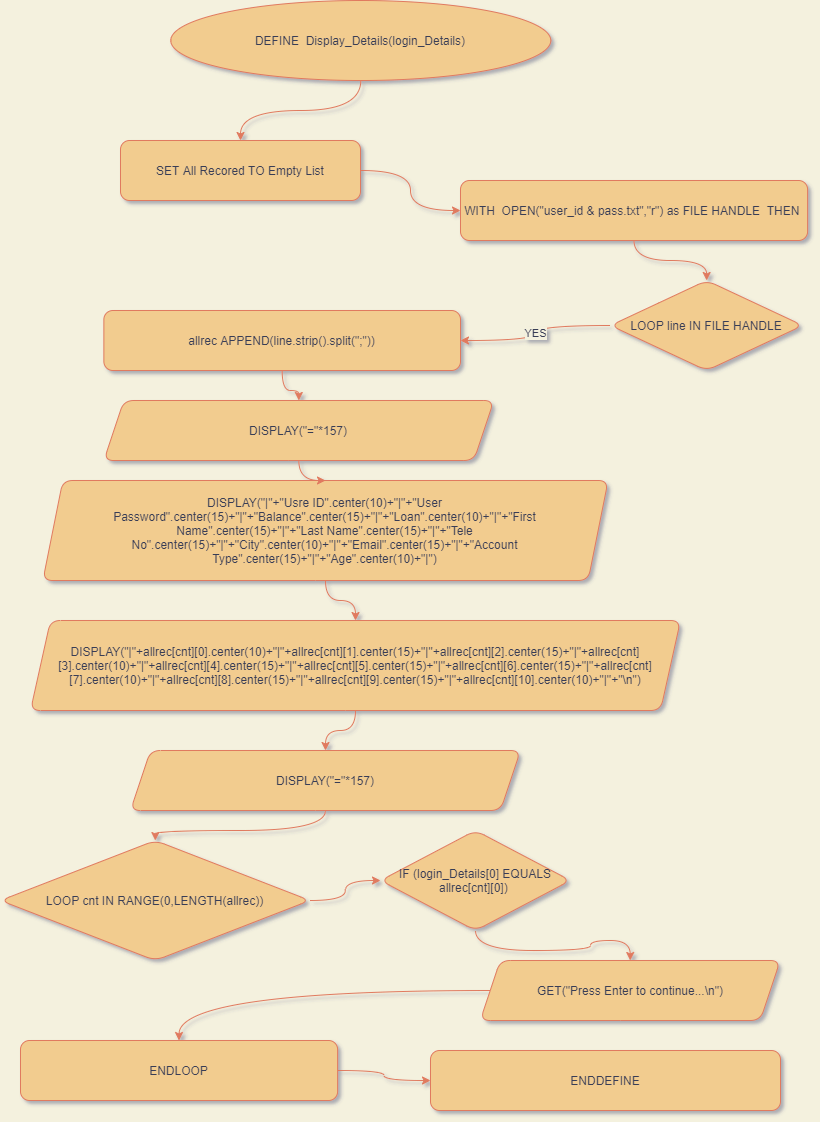 DEFINE  Display_Details(login_Details)
SET All Recored TO Empty List
WITH  OPEN("user_id & pass.txt","r") as FILE HANDLE  THEN
LOOP line IN FILE HANDLE
YES
allrec APPEND(line.strip().split(";"))
DISPLAY("="*157)
DISPLAY("|"+"Usre ID".center(10)+"|"+"User
Password".center(15)+"|"+"Balance".center(15)+"|"+"Loan".center(10)+"|"+"First
Name".center(15)+"|"+"Last Name".center(15)+"|"+"Tele
No".center(15)+"|"+"City".center(10)+"|"+"Email".center(15)+"|"+"Account
Type".center(15)+"|"+"Age".center(10)+"|")
DISPLAY("|"+allrec[cnt][0].center(10)+"|"+allrec[cnt][1].center(15)+"|"+allrec[cnt][2].center(15)+"|"+allrec[cnt]
[3].center(10)+"|"+allrec[cnt][4].center(15)+"|"+allrec[cnt][5].center(15)+"|"+allrec[cnt][6].center(15)+"|"+allrec[cnt]
[7].center(10)+"|"+allrec[cnt][8].center(15)+"|"+allrec[cnt][9].center(15)+"|"+allrec[cnt][10].center(10)+"|"+"\n")
DISPLAY("="*157)
LOOP cnt IN RANGE(0,LENGTH(allrec))
IF (login_Details[0] EQUALS
allrec[cnt][0])
GET("Press Enter to continue...\n")
ENDLOOP
ENDDEFINE